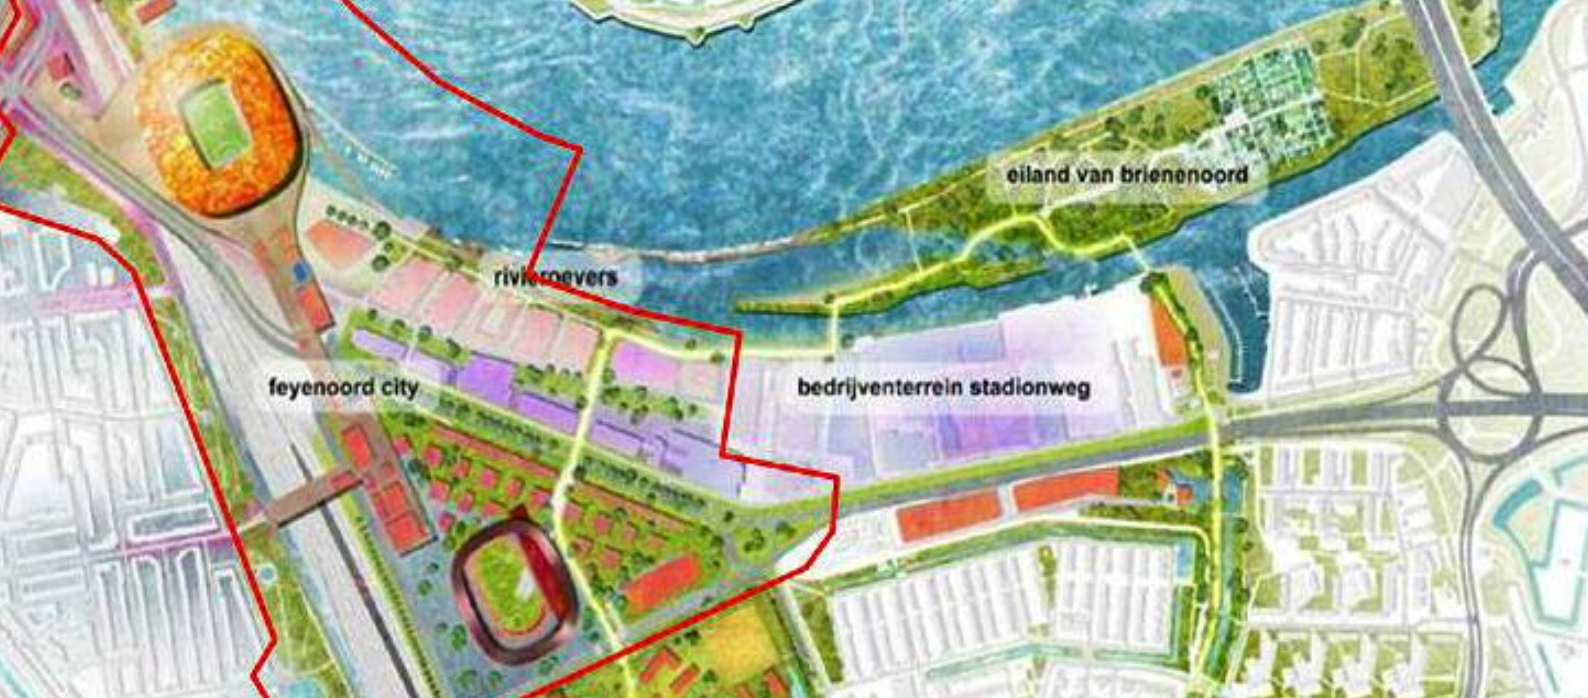 eiland van brienenoord
rivieroevers
feyenoord city
bedrijventerrein stadionweg